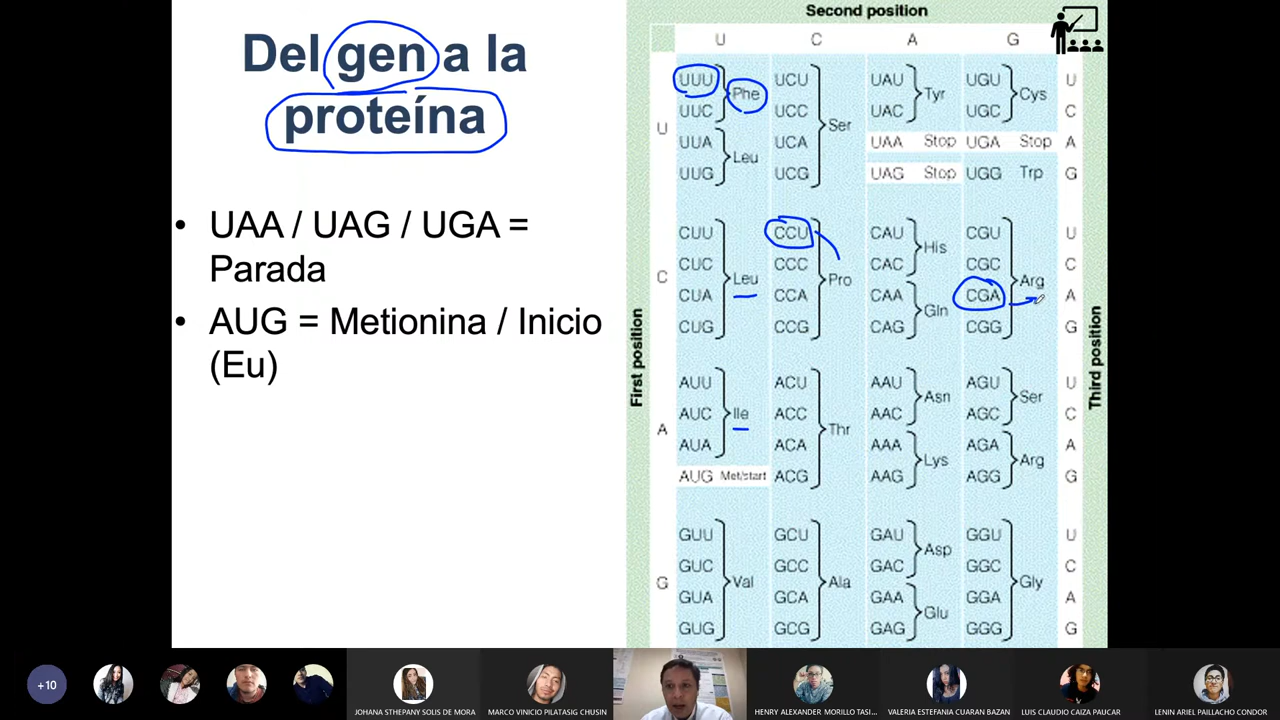 Del gen a la
proteína
• UAA / UAG / UGA =
Parada
• AUG = Metionina / Inicio
(Eu)
Second position
U C A G
First position
Third position
U
UUU
UUC
Phe
UUA
UUG
Leu
UCU
UCC
UCA
UCG
Ser
UAU
UAC
Tyr
UAA Stop
UAG Stop
UGU
UGC
Cys
UGA Stop
UGG Trp
U
C
A
G
C
CUU
CUC
CUA
CUG
Leu
CCU
CCC
CCA
CCG
Pro
CAU
CAC
His
CAA
CAG
Gln
CGU
CGC
CGA
CGG
Arg
U
C
A
G
A
AUU
AUC
AUA
Ile
AUG Met/start
ACU
ACC
ACA
ACG
Thr
AAU
AAC
Asn
AAA
AAG
Lys
AGU
AGC
Ser
AGA
AGG
Arg
U
C
A
G
G
GUU
GUC
GUA
GUG
Val
GCU
GCC
GCA
GCG
Ala
GAU
GAC
Asp
GAA
GAG
Glu
GGU
GGC
GGA
GGG
Gly
U
C
A
G
+10
JOHANA STHEPANY SOLIS DE MORA
MARCO VINICIO PILATASIG CHUSIN
HENRY ALEXANDER MORILLO TASI...
VALERIA ESTEFANIA CUARAN BAZAN
LUIS CLAUDIO CAIZA PAUCAR
LENIN ARIEL PAILLACHO CONDOR